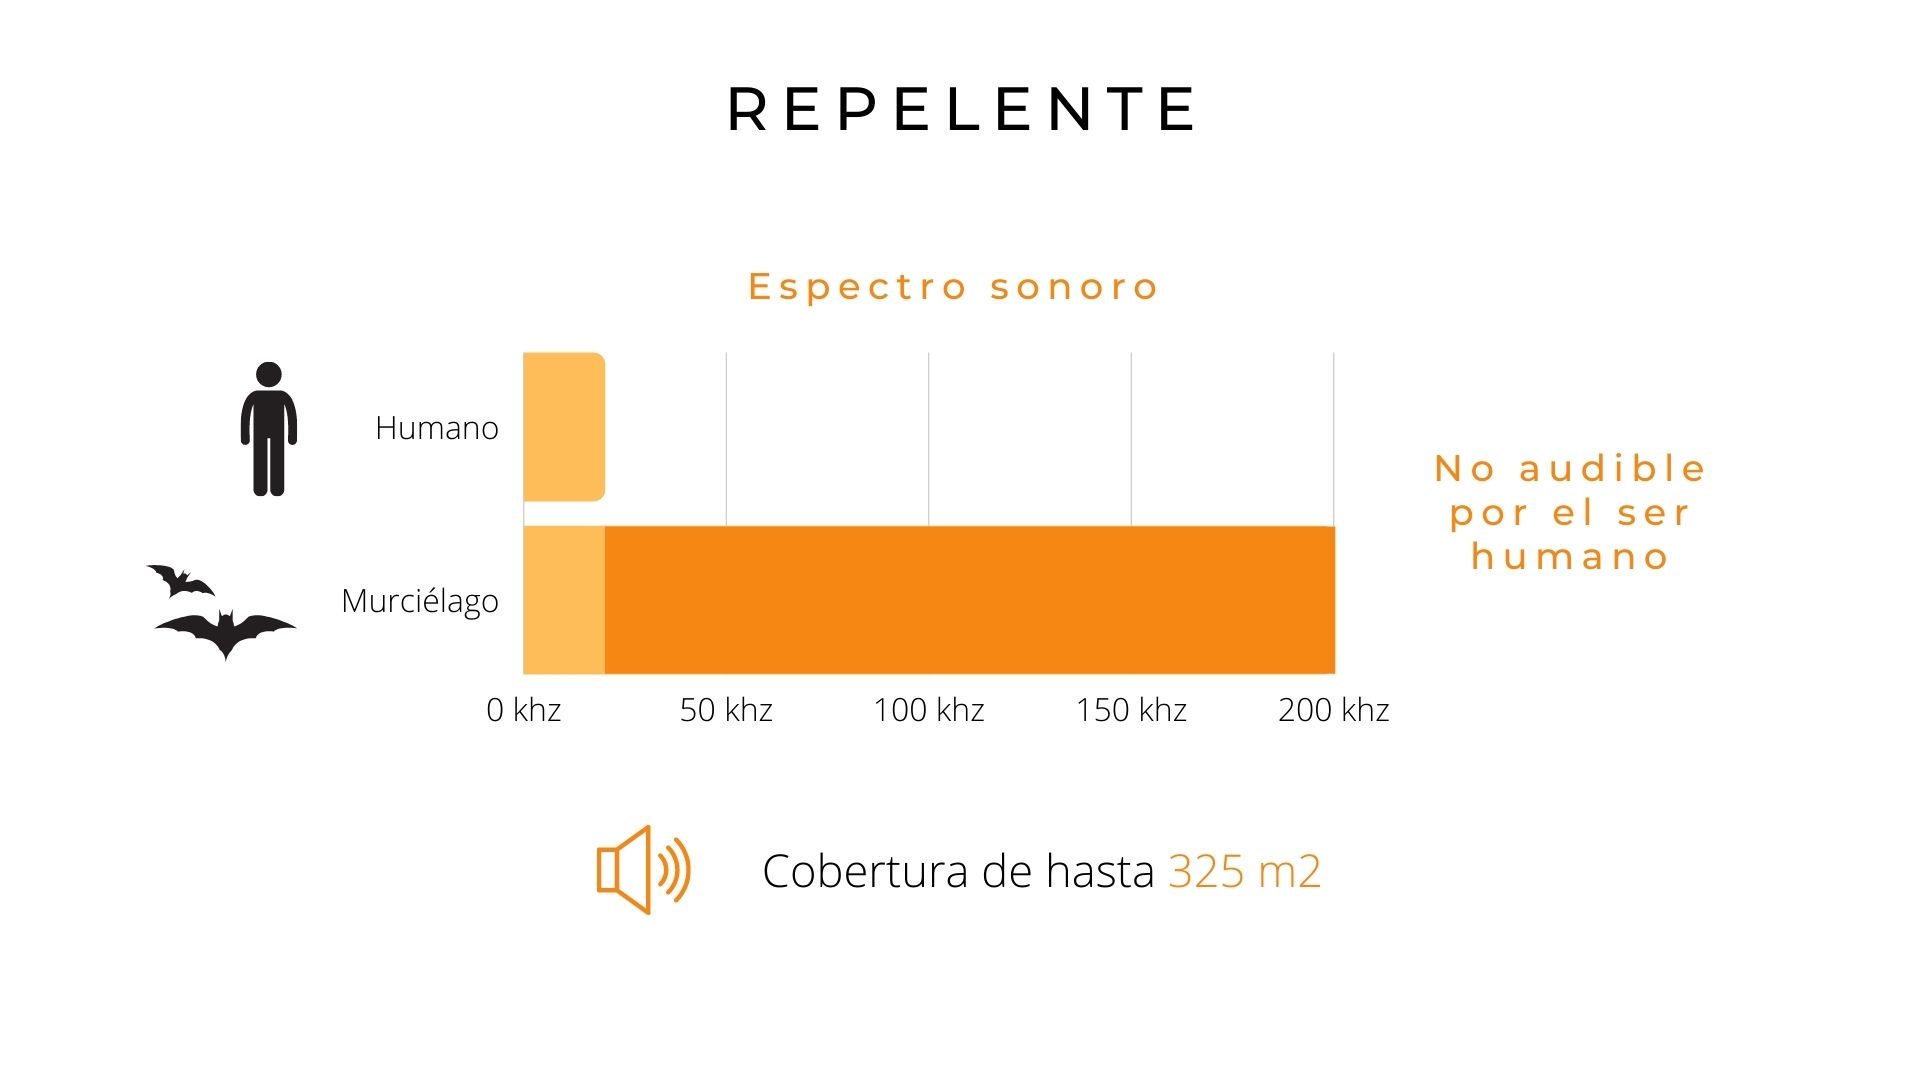 REPELENTE
Espectro sonoro
Humano
Murciélago
No audible
por el ser
humano
0 khz
50 khz
100 khz
150 khz
200 khz
Cobertura de hasta 325 m2